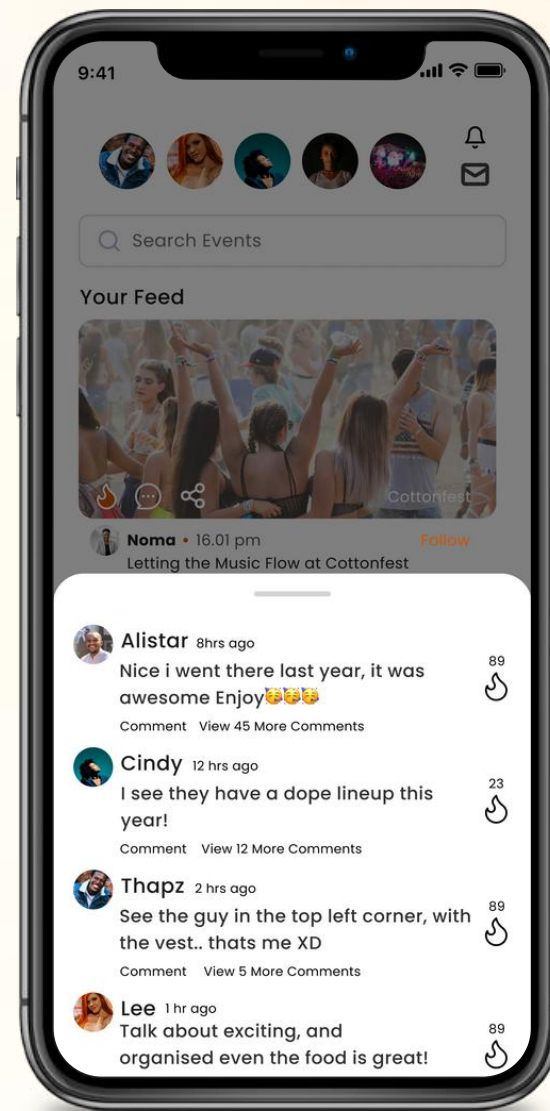 9:41
Search Events
Your Feed
Cottonfest
Noma • 16.01 pm
Follow
Letting the Music Flow at Cottonfest
Alistar 8hrs ago
89
Nice i went there last year, it was
awesome Enjoy🥳🥳🥳
Comment View 45 More Comments
Cindy 12 hrs ago
23
I see they have a dope lineup this
year!
Comment View 12 More Comments
Thapz 2 hrs ago
89
See the guy in the top left corner, with
the vest.. thats me XD
Comment View 5 More Comments
Lee 1 hr ago
89
Talk about exciting, and
organised even the food is great!